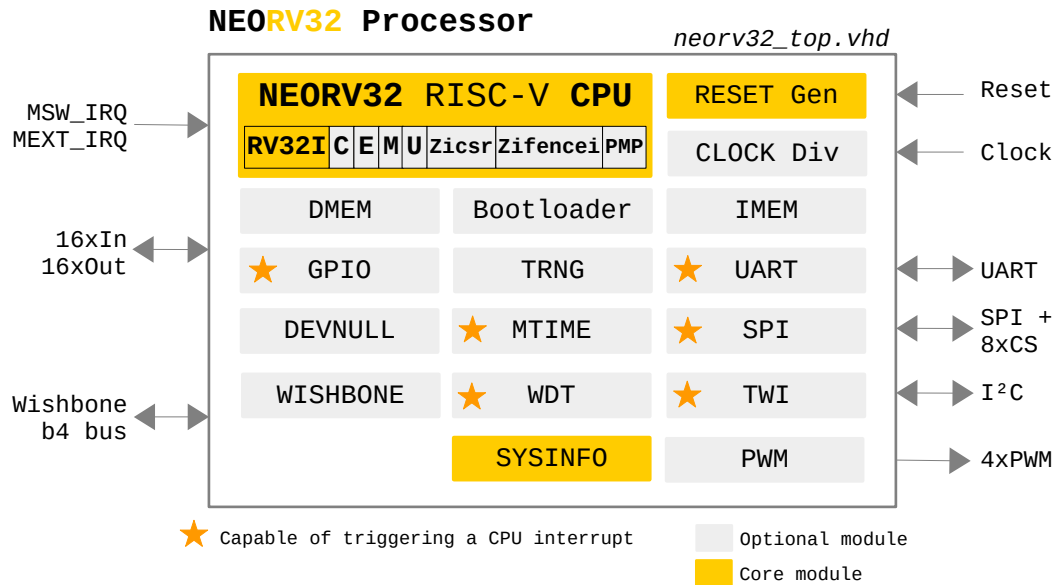 NEORV32 Processor
neorv32_top.vhd
NEORV32 RISC-V CPU
RV32I C E M U Zicsr Zifencei PMP
RESET Gen
CLOCK Div
MSW_IRQ
MEXT_IRQ
Reset
Clock
DMEM Bootloader IMEM
16xIn
16xOut
GPIO TRNG UART
UART
DEVNULL MTIME SPI
SPI +
8xCS
WISHBONE WDT TWI
I²C
Wishbone
b4 bus
SYSINFO PWM
4xPWM
Capable of triggering a CPU interrupt
Optional module
Core module